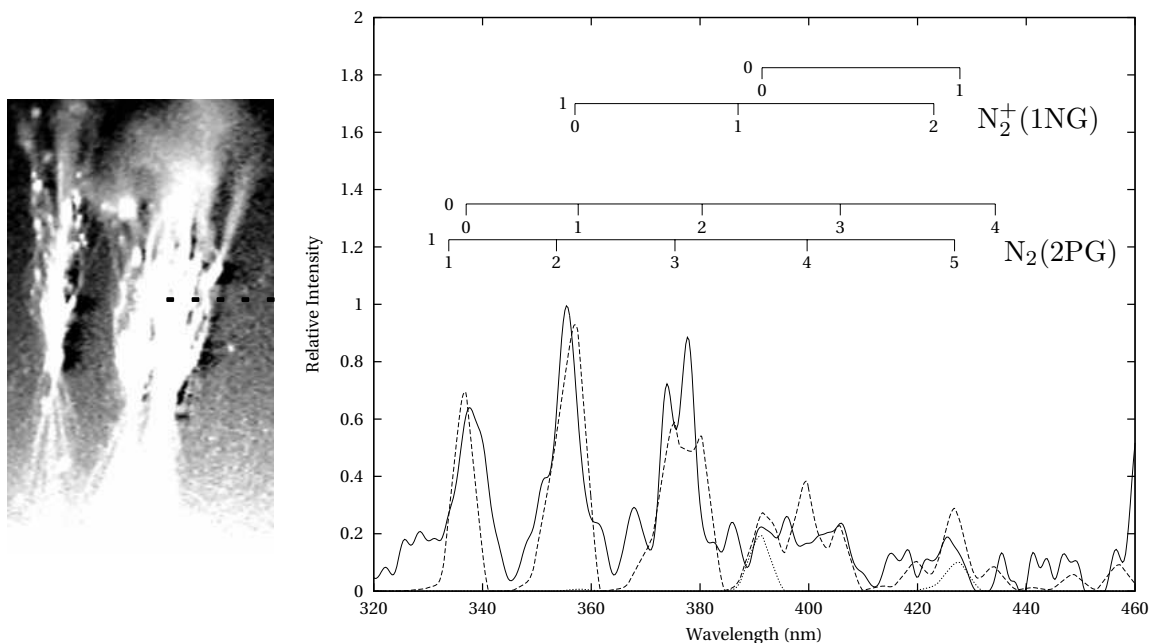 2
1.8
1.6
1.4
1.2
1
0.8
0.6
0.4
0.2
0
Relative Intensity
320 340 360 380 400 420 440 460
Wavelength (nm)
0
0 1
1
0 1 2
N₂⁺(1NG)
0
0 1 2 3 4
1
1 2 3 4 5
N₂(2PG)